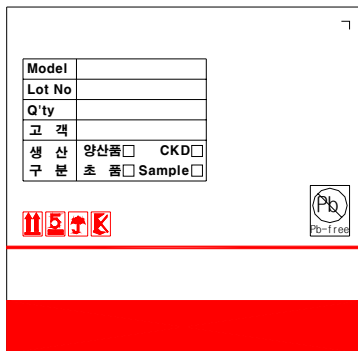 Model
Lot No
Q'ty
고 객
생 산 양산품□ CKD□
구 분 초 품□ Sample□
Pb
Pb-free